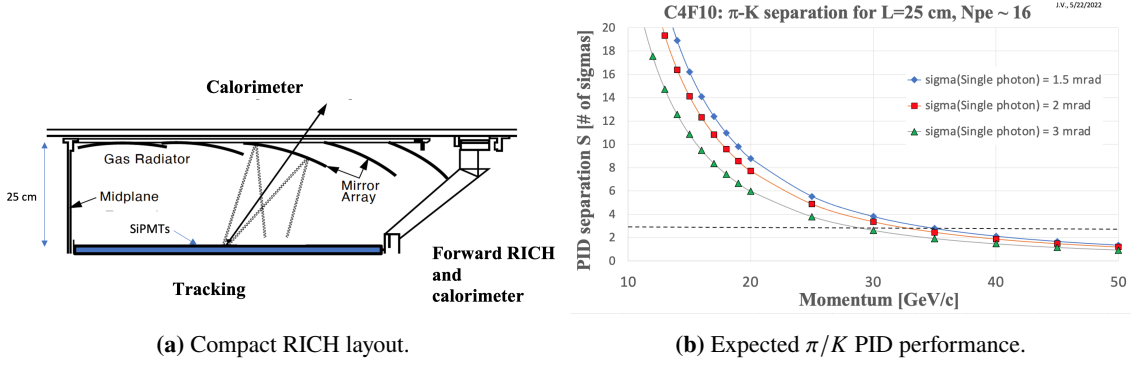 Calorimeter
Gas Radiator
Mirror
Array
25 cm
Midplane
SiPMTs
Tracking
Forward RICH
and
calorimeter
(a) Compact RICH layout.
C4F10: π-K separation for L=25 cm, Npe ~ 16
J.V., 5/22/2022
PID separation S [# of sigmas]
20
18
16
14
12
10
8
6
4
2
0
sigma(Single photon) = 1.5 mrad
sigma(Single photon) = 2 mrad
sigma(Single photon) = 3 mrad
10 20 30 40 50
Momentum [GeV/c]
(b) Expected π/K PID performance.